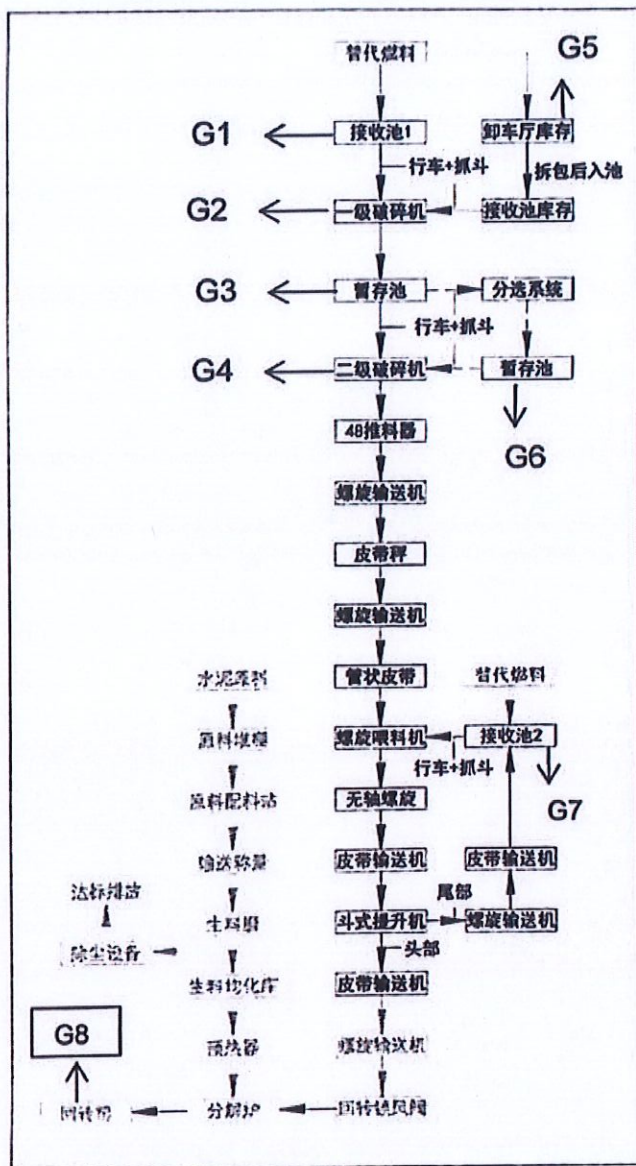 替代燃料
G5
G1
接收池1
卸车厅库存
行车+抓斗
拆包后入池
G2
一级破碎机
接收池库存
G3
暂存池
分选系统
行车+抓斗
G4
二级破碎机
暂存池
48推料器
G6
螺旋输送机
皮带秤
螺旋输送机
水泥原料
管状皮带
替代燃料
原料堆棚
螺旋喂料机
接收池2
行车+抓斗
原料配料站
无轴螺旋
G7
输送称量
皮带输送机
皮带输送机
达标排放
尾部
生料磨
斗式提升机
螺旋输送机
除尘设备
头部
生料均化库
皮带输送机
G8
预热器
螺旋输送机
回转窑
分解炉
回转锁风阀